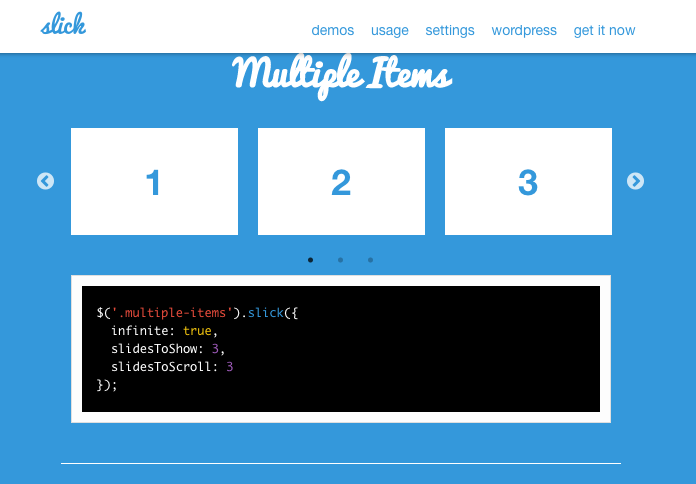 slick
demos usage settings wordpress get it now
Multiple Items
1 2 3
$('.multiple-items').slick({
  infinite: true,
  slidesToShow: 3,
  slidesToScroll: 3
});